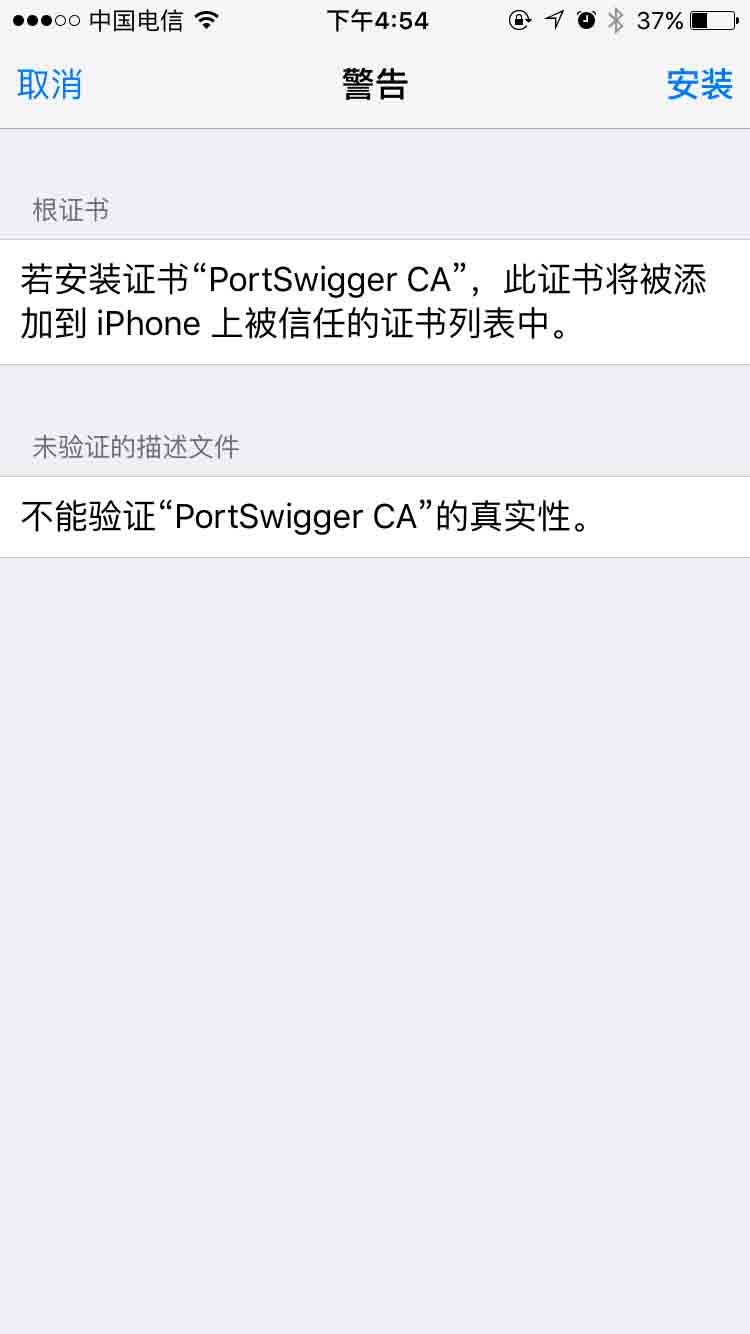 中国电信 下午4:54 37%
取消 警告 安装
根证书
若安装证书“PortSwigger CA”，此证书将被添
加到 iPhone 上被信任的证书列表中。
未验证的描述文件
不能验证“PortSwigger CA”的真实性。